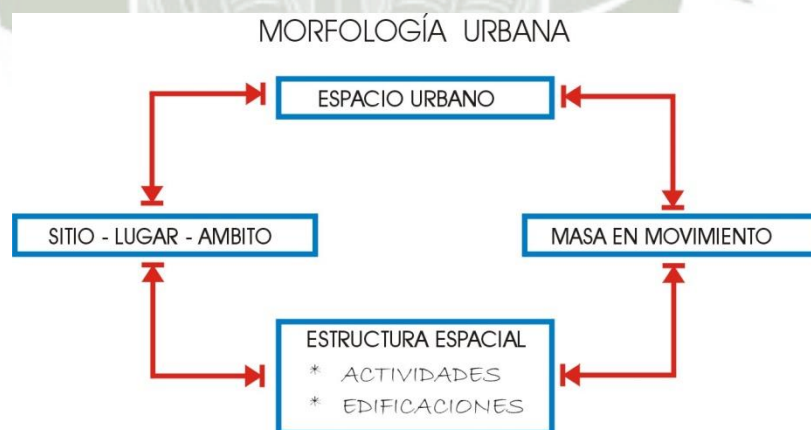 MORFOLOGÍA URBANA
ESPACIO URBANO
SITIO - LUGAR - AMBITO
MASA EN MOVIMIENTO
ESTRUCTURA ESPACIAL
* ACTIVIDADES
* EDIFICACIONES